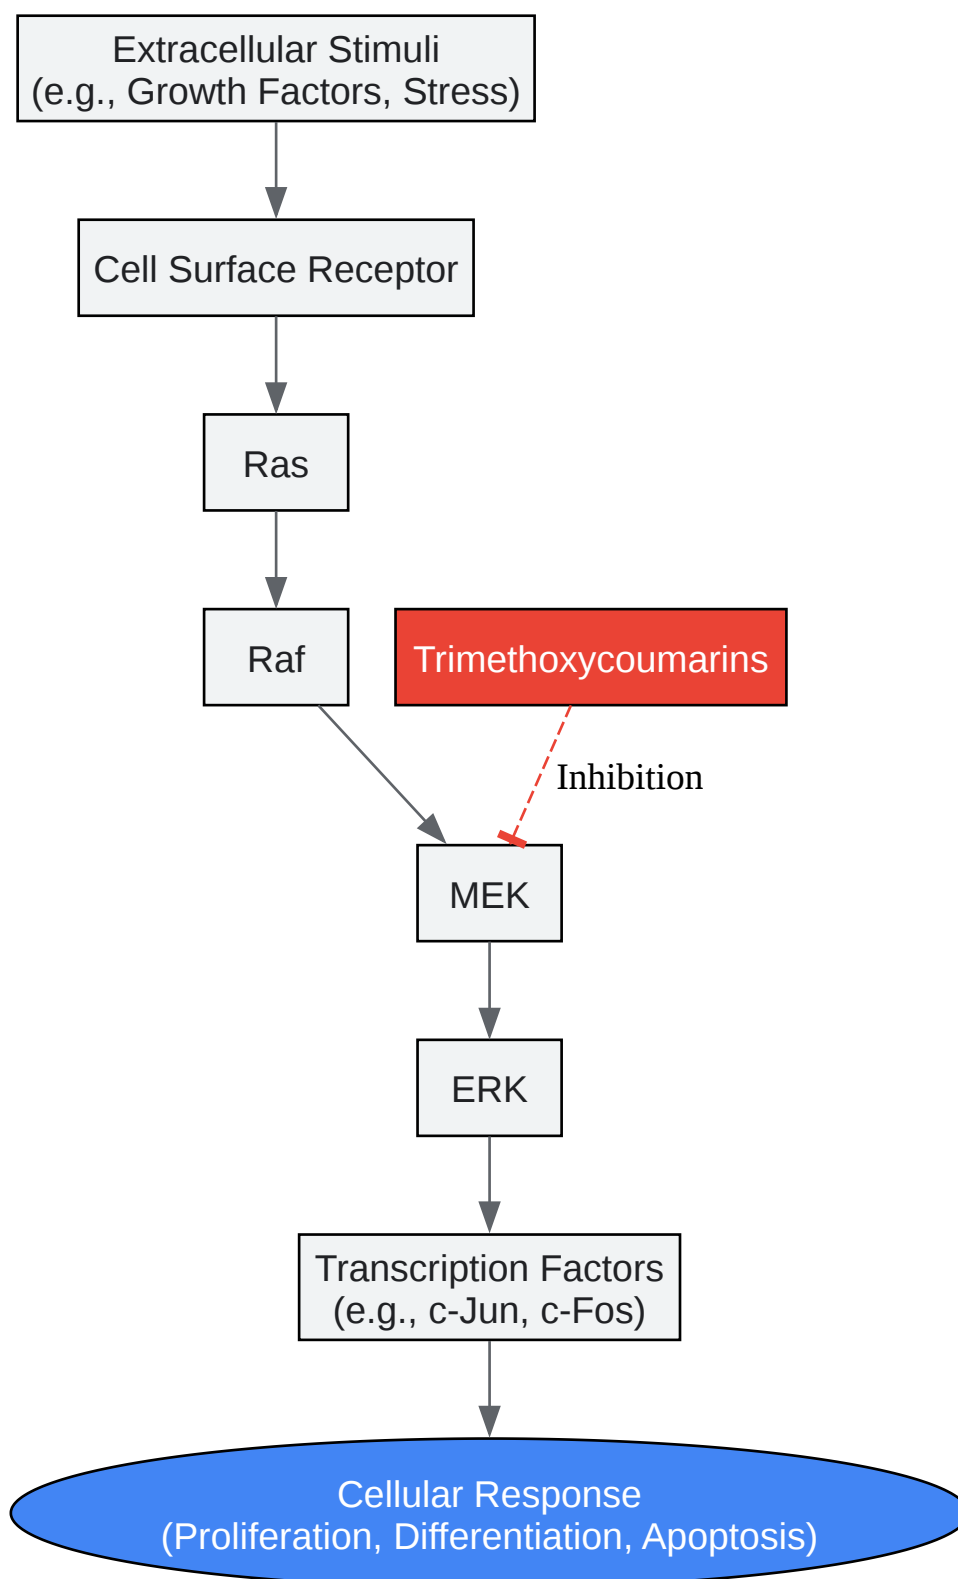 Extracellular Stimuli
(e.g., Growth Factors, Stress)
Cell Surface Receptor
Ras
Raf
Trimethoxycoumarins
Inhibition
MEK
ERK
Transcription Factors
(e.g., c-Jun, c-Fos)
Cellular Response
(Proliferation, Differentiation, Apoptosis)